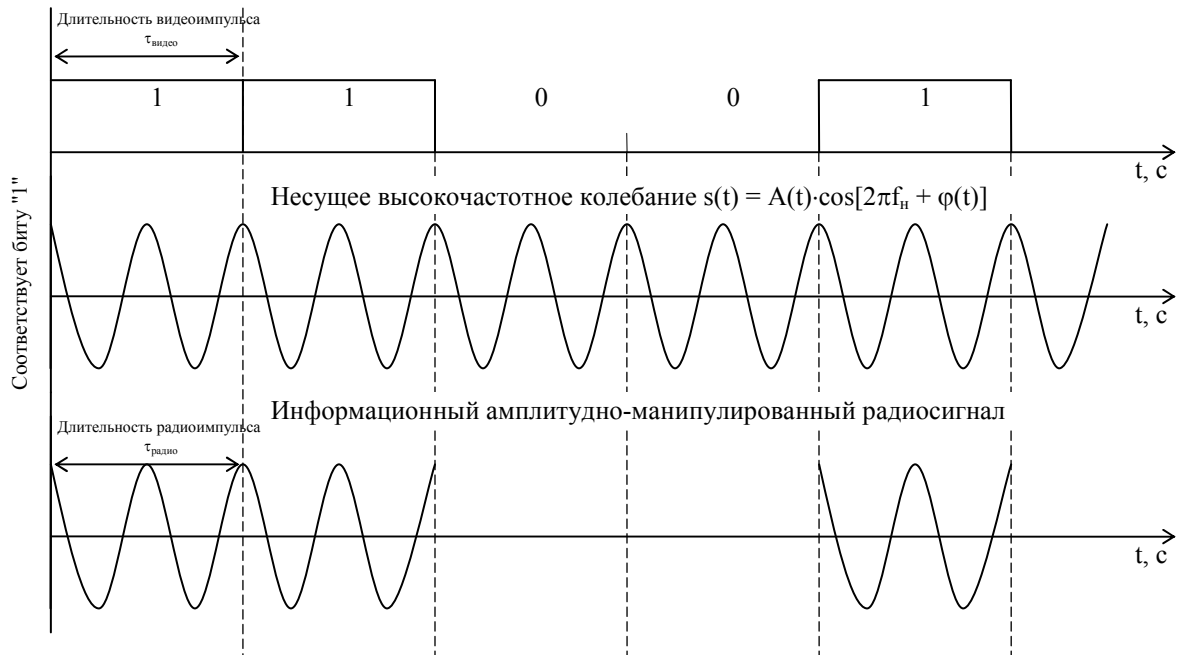 Длительность видеоимпульса
τвидео
1 1 0 0 1
t, с
Соответствует биту "1"
Несущее высокочастотное колебание s(t) = A(t)·cos[2πfн + φ(t)]
t, с
Информационный амплитудно-манипулированный радиосигнал
Длительность радиоимпульса
τрадио
t, с